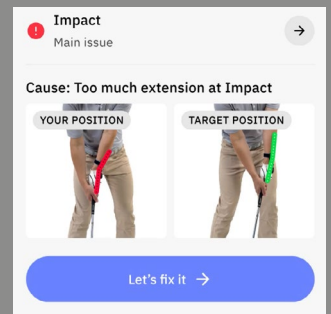 Impact
Main issue
Cause: Too much extension at Impact
YOUR POSITION
TARGET POSITION
Let's fix it